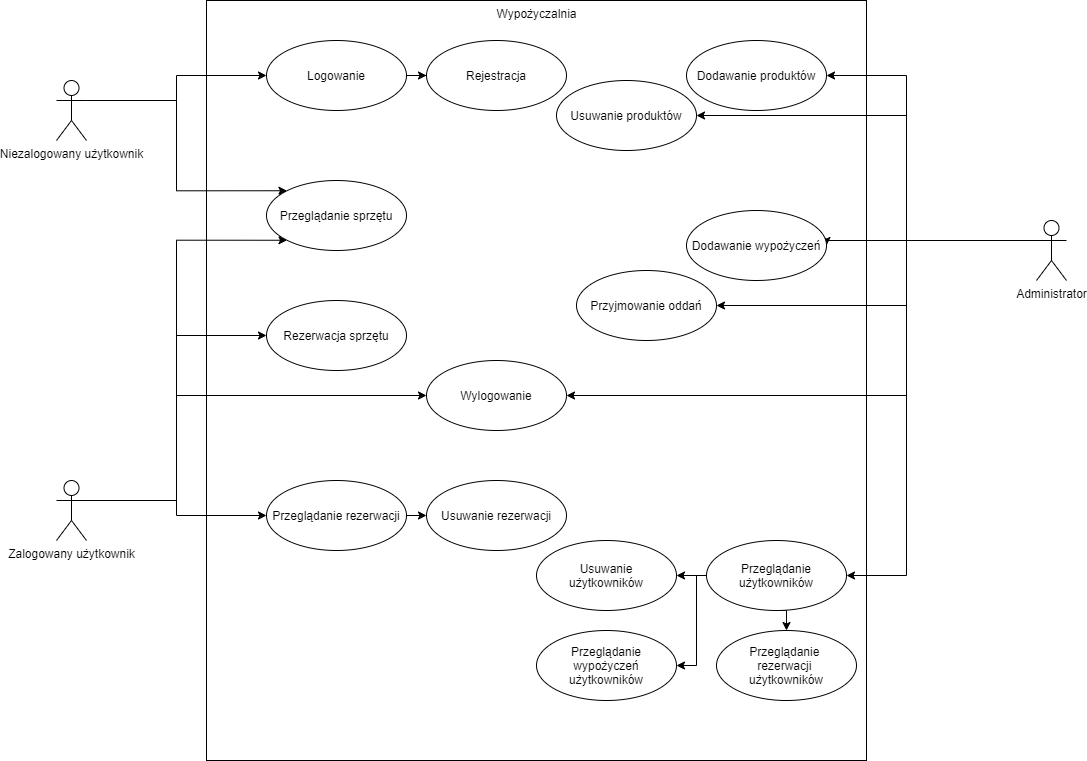 Wypożyczalnia
Logowanie
Rejestracja
Dodawanie produktów
Usuwanie produktów
Niezalogowany użytkownik
Przeglądanie sprzętu
Dodawanie wypożyczeń
Administrator
Przyjmowanie oddań
Rezerwacja sprzętu
Wylogowanie
Przeglądanie rezerwacji
Usuwanie rezerwacji
Zalogowany użytkownik
Usuwanie
użytkowników
Przeglądanie
użytkowników
Przeglądanie
wypożyczeń
użytkowników
Przeglądanie
rezerwacji
użytkowników